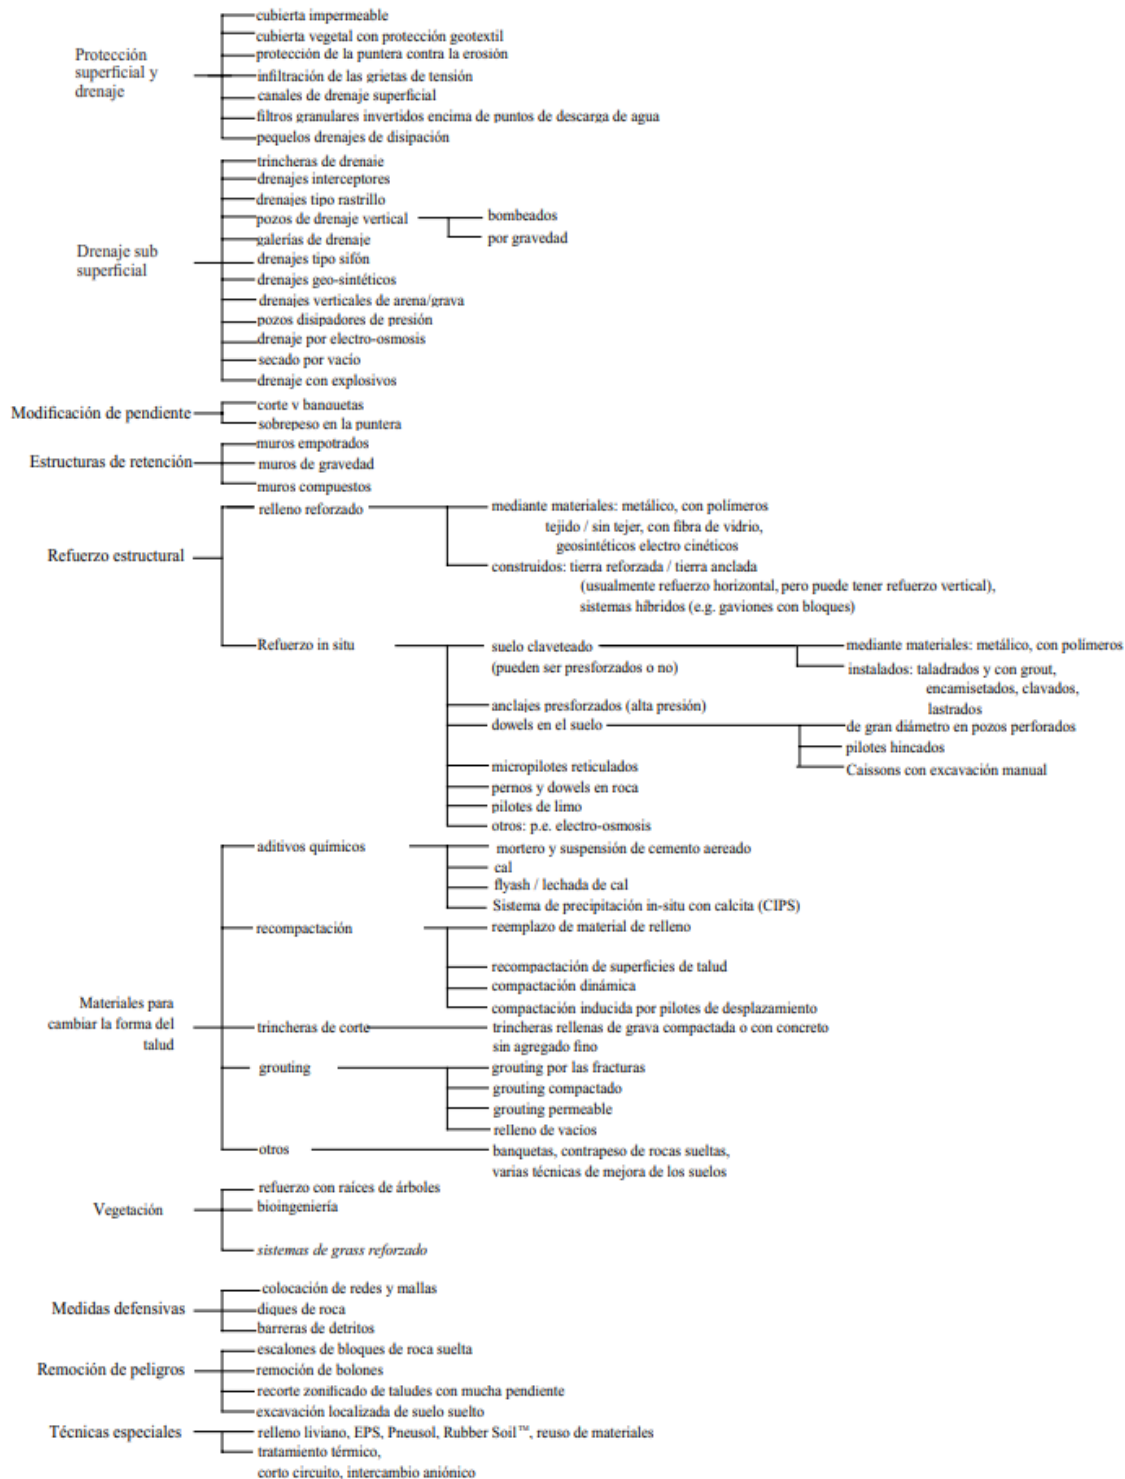 Protección
superficial y
drenaje
cubierta impermeable
cubierta vegetal con protección geotextil
protección de la puntera contra la erosión
infiltración de las grietas de tensión
canales de drenaje superficial
filtros granulares invertidos encima de puntos de descarga de agua
pequelos drenajes de disipación
Drenaje sub
superficial
trincheras de drenaje
drenajes interceptores
drenajes tipo rastrillo
pozos de drenaje vertical
bombeados
por gravedad
galerías de drenaje
drenajes tipo sifón
drenajes geo-sintéticos
drenajes verticales de arena/grava
pozos disipadores de presión
drenaje por electro-osmosis
secado por vacío
drenaje con explosivos
Modificación de pendiente
corte y banquetas
sobrepeso en la puntera
Estructuras de retención
muros empotrados
muros de gravedad
muros compuestos
Refuerzo estructural
relleno reforzado
mediante materiales: metálico, con polímeros
tejido / sin tejer, con fibra de vidrio,
geosintéticos electro cinéticos
construidos: tierra reforzada / tierra anclada
(usualmente refuerzo horizontal, pero puede tener refuerzo vertical),
sistemas híbridos (e.g. gaviones con bloques)
Refuerzo in situ
suelo claveteado
(pueden ser presforzados o no)
mediante materiales: metálico, con polímeros
instalados: taladrados y con grout,
encamisetados, clavados,
lastrados
anclajes presforzados (alta presión)
dowels en el suelo
de gran diámetro en pozos perforados
pilotes hincados
Caissons con excavación manual
micropilotes reticulados
pernos y dowels en roca
pilotes de limo
otros: p.e. electro-osmosis
Materiales para
cambiar la forma del
talud
aditivos químicos
mortero y suspensión de cemento aereado
cal
flyash / lechada de cal
Sistema de precipitación in-situ con calcita (CIPS)
recompactación
reemplazo de material de relleno
recompactación de superficies de talud
compactación dinámica
compactación inducida por pilotes de desplazamiento
trincheras de corte
trincheras rellenas de grava compactada o con concreto
sin agregado fino
grouting
grouting por las fracturas
grouting compactado
grouting permeable
relleno de vacíos
otros
banquetas, contrapeso de rocas sueltas,
varias técnicas de mejora de los suelos
Vegetación
refuerzo con raíces de árboles
bioingeniería
sistemas de grass reforzado
Medidas defensivas
colocación de redes y mallas
diques de roca
barreras de detritos
Remoción de peligros
escalones de bloques de roca suelta
remoción de bolones
recorte zonificado de taludes con mucha pendiente
excavación localizada de suelo suelto
Técnicas especiales
relleno liviano, EPS, Pneusol, Rubber Soil™, reuso de materiales
tratamiento térmico,
corto circuito, intercambio aniónico